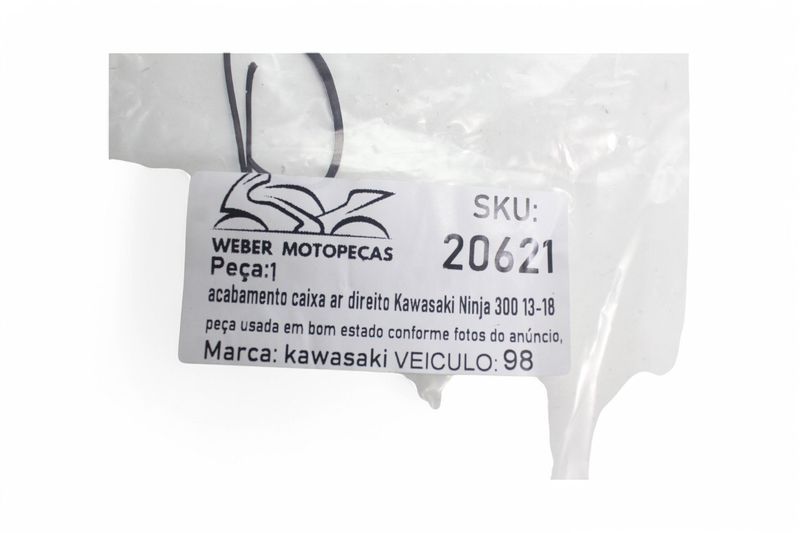 WEBER MOTOPEÇAS
SKU:
20621
Peça:1
acabamento caixa ar direito Kawasaki Ninja 300 13-18
peça usada em bom estado conforme fotos do anúncio,
Marca: kawasaki VEICULO: 98